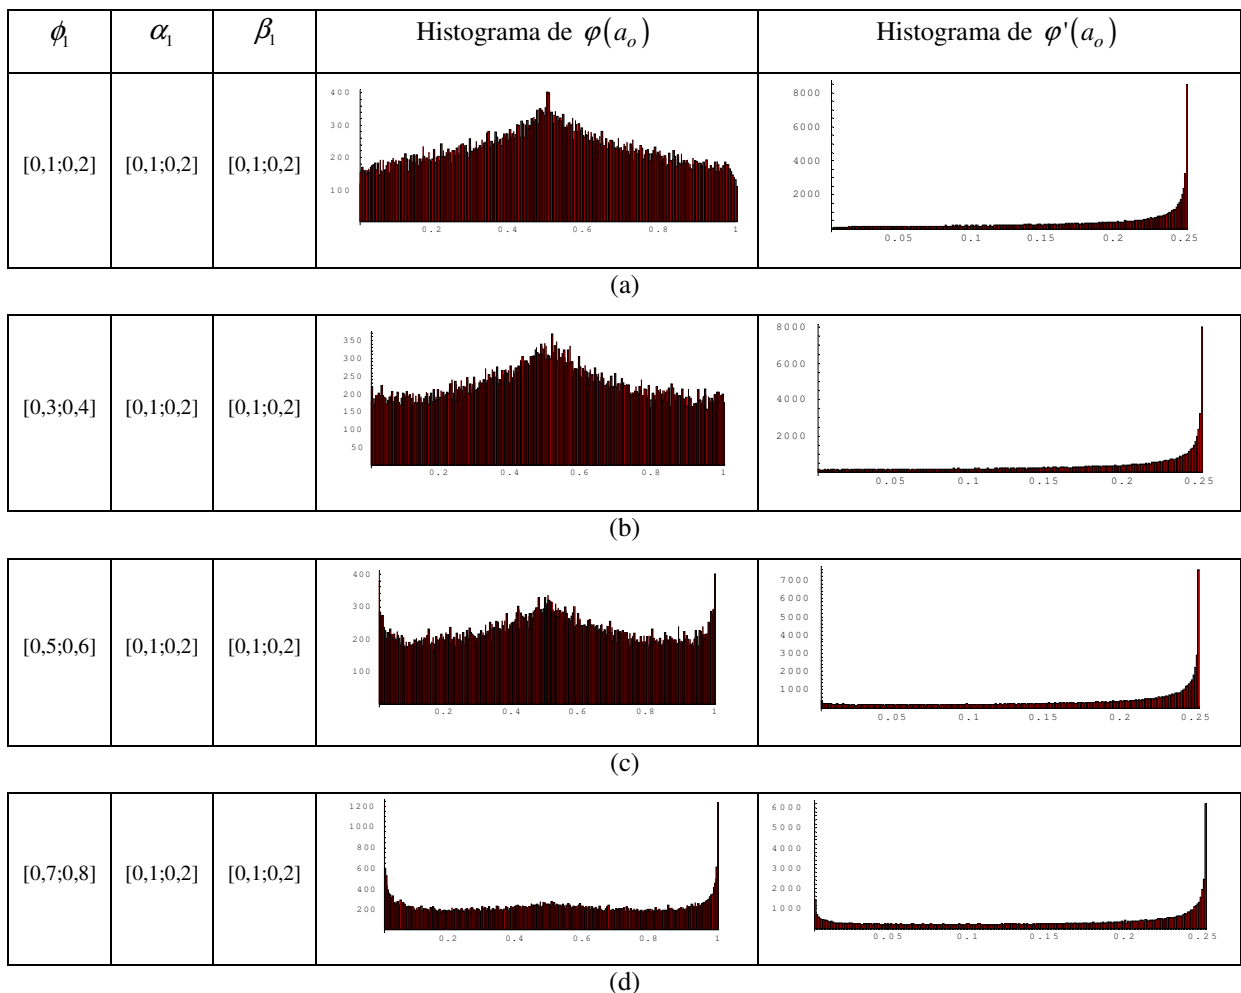 ϕ₁ α₁ β₁ Histograma de φ(aₒ) Histograma de φ'(aₒ)
[0,1;0,2] [0,1;0,2] [0,1;0,2]
400
300
200
100
0.2 0.4 0.6 0.8 1
8000
6000
4000
2000
0.05 0.1 0.15 0.2 0.25
(a)
[0,3;0,4] [0,1;0,2] [0,1;0,2]
350
300
250
200
150
100
50
0.2 0.4 0.6 0.8 1
8000
6000
4000
2000
0.05 0.1 0.15 0.2 0.25
(b)
[0,5;0,6] [0,1;0,2] [0,1;0,2]
400
300
200
100
0.2 0.4 0.6 0.8 1
7000
6000
5000
4000
3000
2000
1000
0.05 0.1 0.15 0.2 0.25
(c)
[0,7;0,8] [0,1;0,2] [0,1;0,2]
1200
1000
800
600
400
200
0.2 0.4 0.6 0.8 1
6000
5000
4000
3000
2000
1000
0.05 0.1 0.15 0.2 0.25
(d)